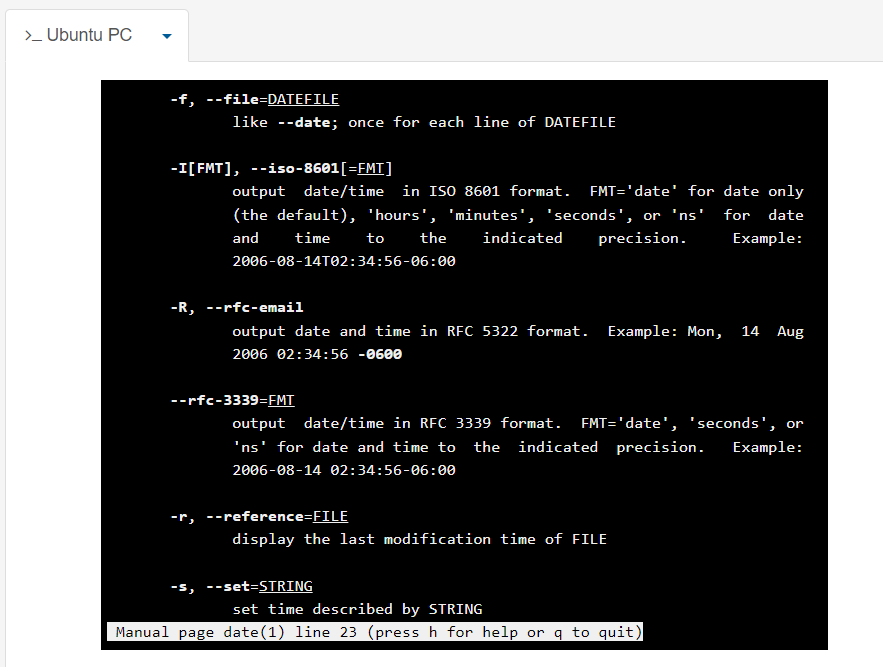 >_ Ubuntu PC
-f, --file=DATEFILE
like --date; once for each line of DATEFILE
-I[FMT], --iso-8601[=FMT]
output  date/time  in ISO 8601 format.  FMT='date' for date only
(the default), 'hours', 'minutes', 'seconds', or 'ns'  for  date
and    time    to    the    indicated    precision.     Example:
2006-08-14T02:34:56-06:00
-R, --rfc-email
output date and time in RFC 5322 format.  Example: Mon,  14  Aug
2006 02:34:56 -0600
--rfc-3339=FMT
output  date/time in RFC 3339 format.  FMT='date', 'seconds', or
'ns' for date and time to  the  indicated  precision.   Example:
2006-08-14 02:34:56-06:00
-r, --reference=FILE
display the last modification time of FILE
-s, --set=STRING
set time described by STRING
Manual page date(1) line 23 (press h for help or q to quit)